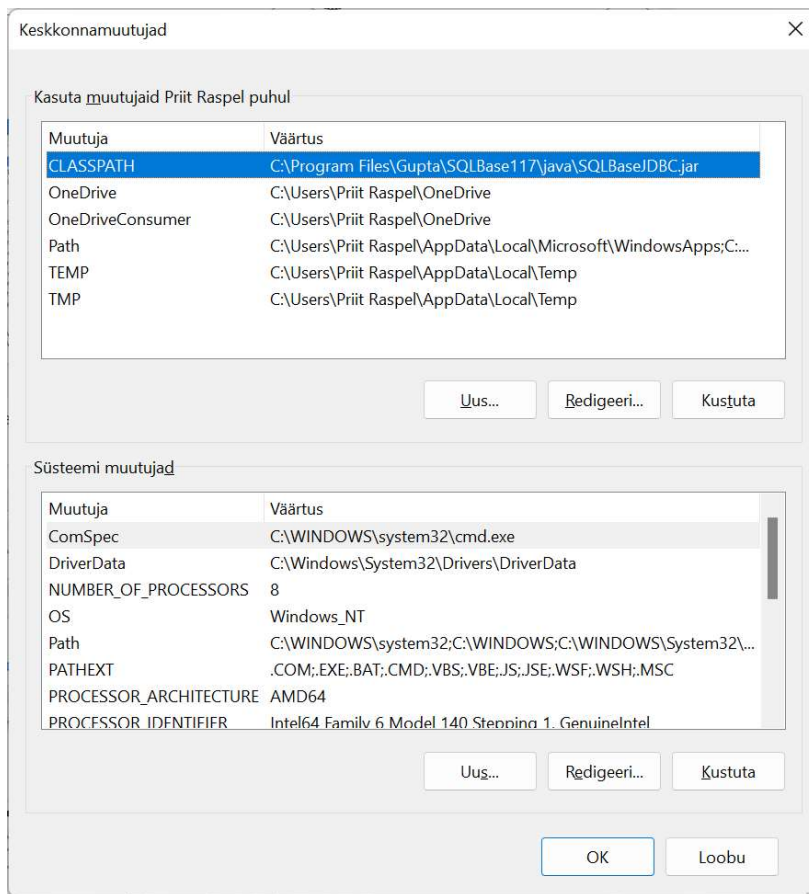 Keskkonnamuutujad
Kasuta muutujaid Priit Raspel puhul
Muutuja Väärtus
CLASSPATH C:\Program Files\Gupta\SQLBase117\java\SQLBaseJDBC.jar
OneDrive C:\Users\Priit Raspel\OneDrive
OneDriveConsumer C:\Users\Priit Raspel\OneDrive
Path C:\Users\Priit Raspel\AppData\Local\Microsoft\WindowsApps;C:...
TEMP C:\Users\Priit Raspel\AppData\Local\Temp
TMP C:\Users\Priit Raspel\AppData\Local\Temp
Uus... Redigeeri... Kustuta
Süsteemi muutujad
Muutuja Väärtus
ComSpec C:\WINDOWS\system32\cmd.exe
DriverData C:\Windows\System32\Drivers\DriverData
NUMBER_OF_PROCESSORS 8
OS Windows_NT
Path C:\WINDOWS\system32;C:\WINDOWS;C:\WINDOWS\System32\...
PATHEXT .COM;.EXE;.BAT;.CMD;.VBS;.VBE;.JS;.JSE;.WSF;.WSH;.MSC
PROCESSOR_ARCHITECTURE AMD64
PROCESSOR_IDENTIFIER Intel64 Family 6 Model 140 Stepping 1, GenuineIntel
Uus... Redigeeri... Kustuta
OK Loobu